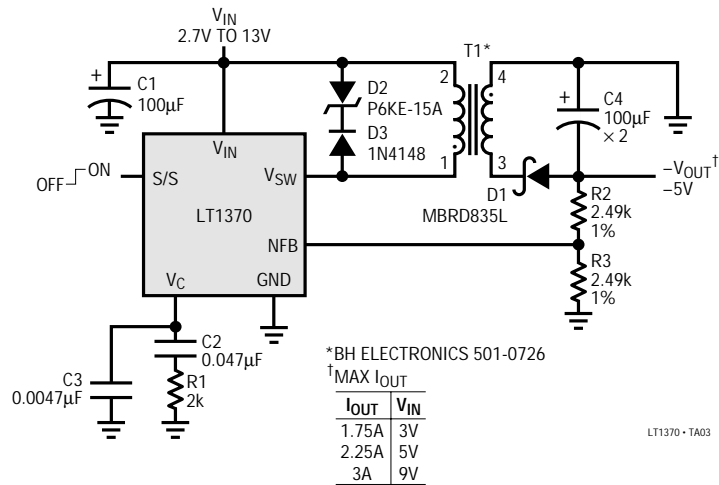 VIN
2.7V TO 13V
T1*
+
C1
100µF
2
4
D2
P6KE-15A
D3
1N4148
+
C4
100µF
× 2
VIN
1
3
OFF
ON
S/S
VSW
D1
MBRD835L
–VOUT†
–5V
LT1370
R2
2.49k
1%
NFB
VC
GND
R3
2.49k
1%
C2
0.047µF
C3
0.0047µF
R1
2k
*BH ELECTRONICS 501-0726
†MAX IOUT
IOUT VIN
1.75A 3V
2.25A 5V
3A 9V
LT1370 • TA03